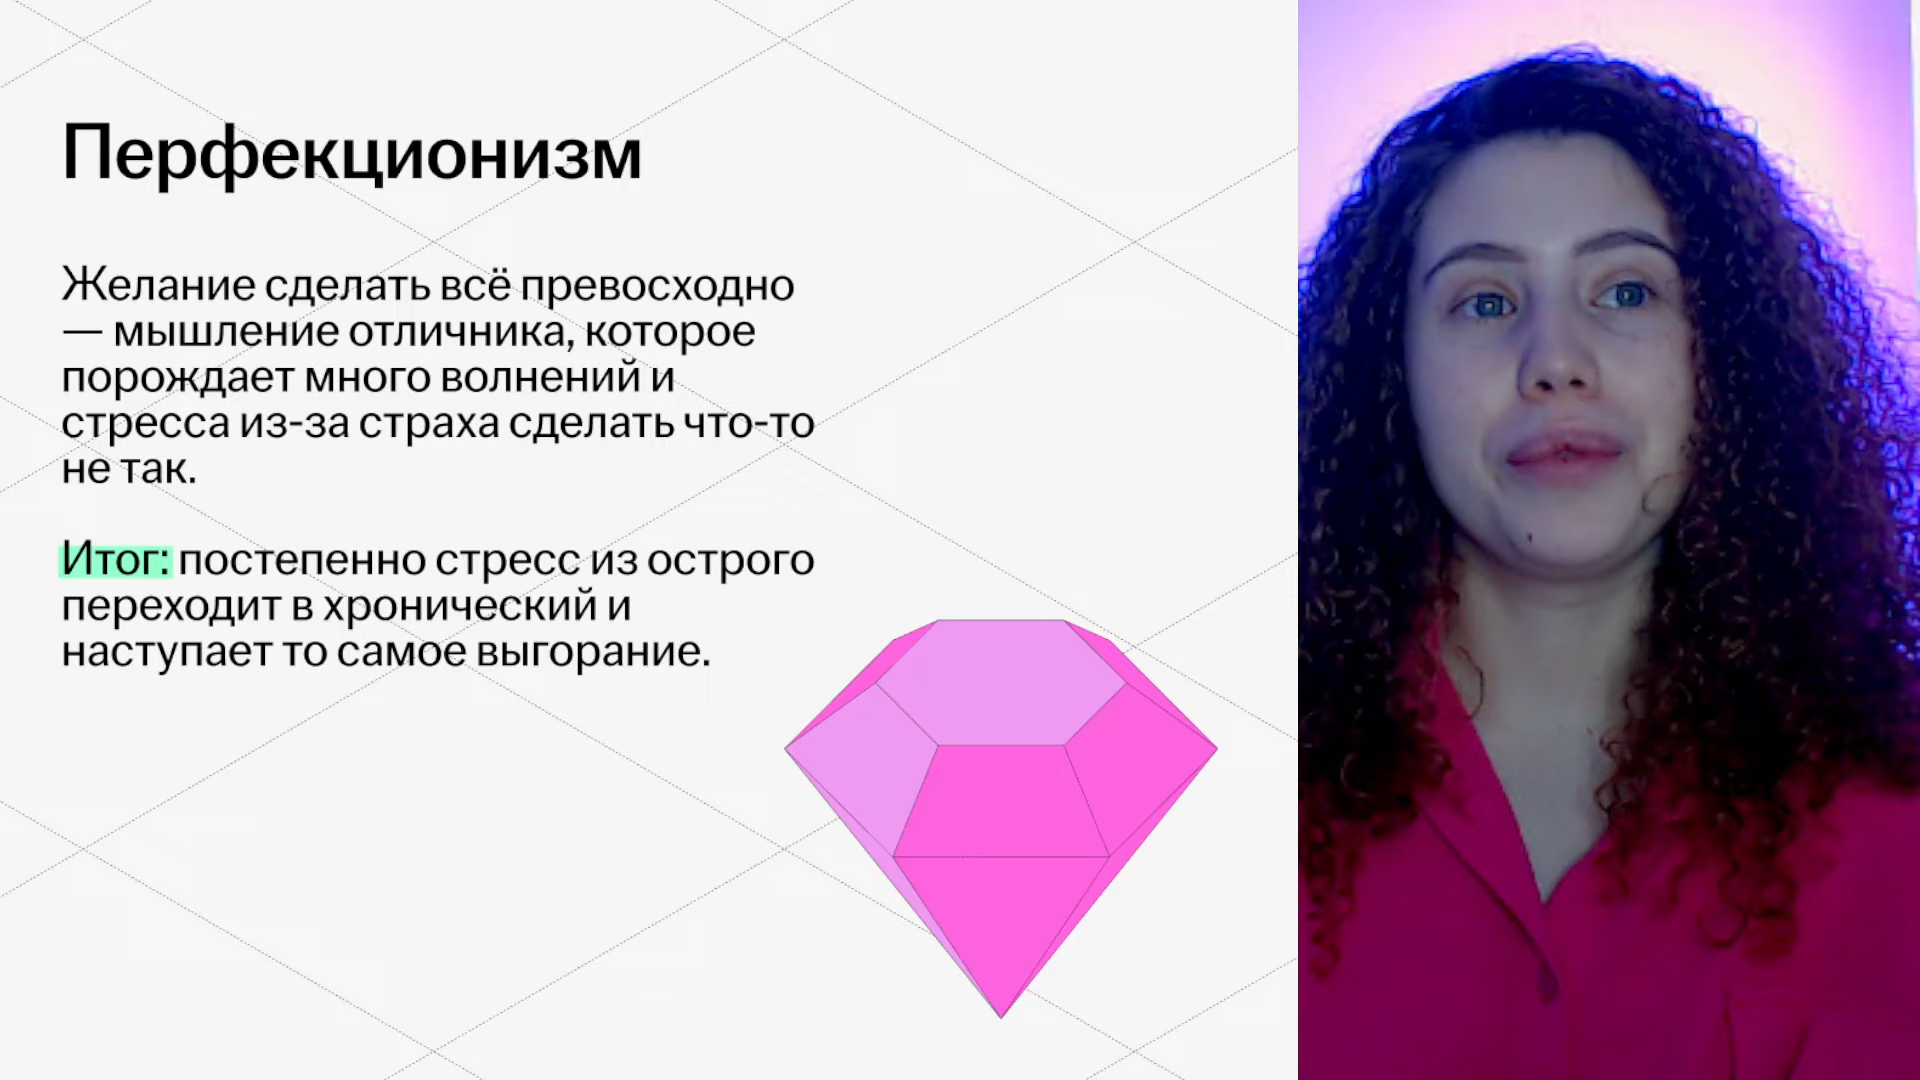 Перфекционизм
Желание сделать всё превосходно
— мышление отличника, которое
порождает много волнений и
стресса из-за страха сделать что-то
не так.
Итог: постепенно стресс из острого
переходит в хронический и
наступает то самое выгорание.